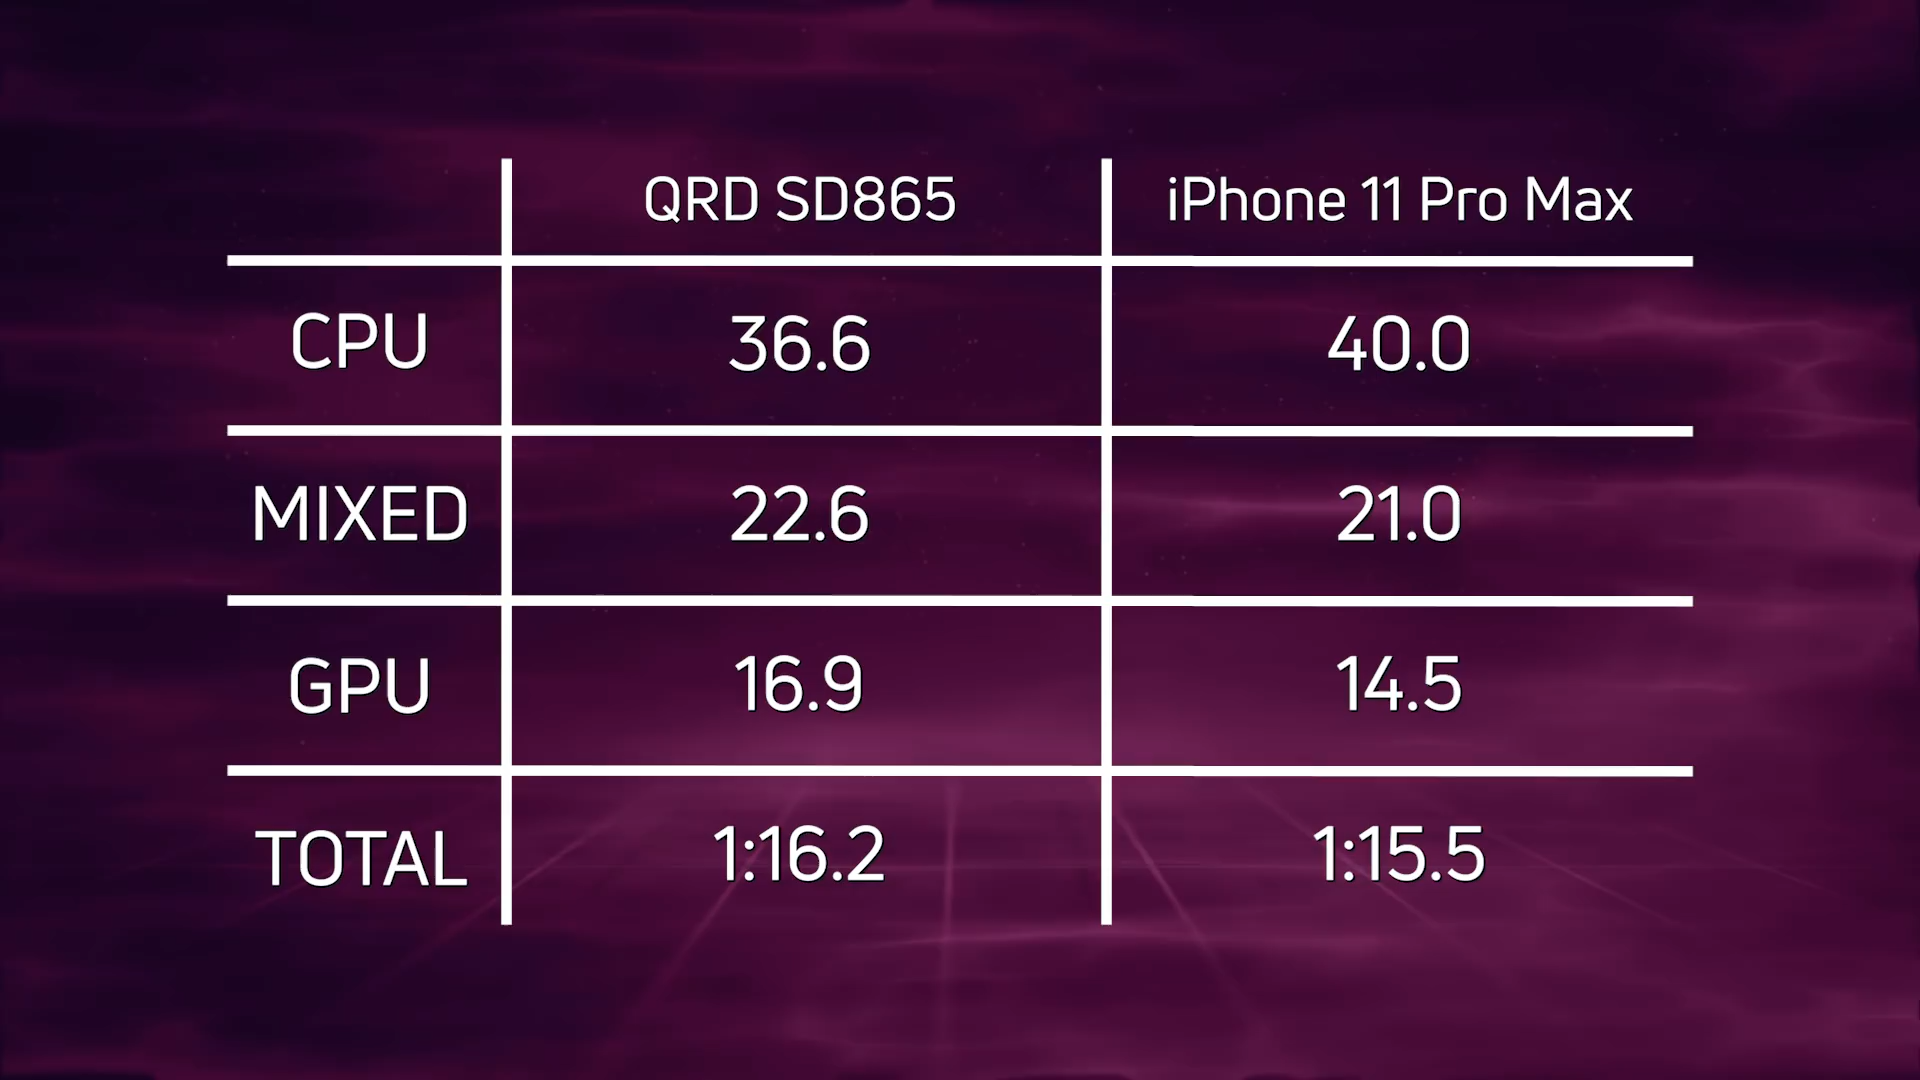 QRD SD865 iPhone 11 Pro Max
CPU 36.6 40.0
MIXED 22.6 21.0
GPU 16.9 14.5
TOTAL 1:16.2 1:15.5